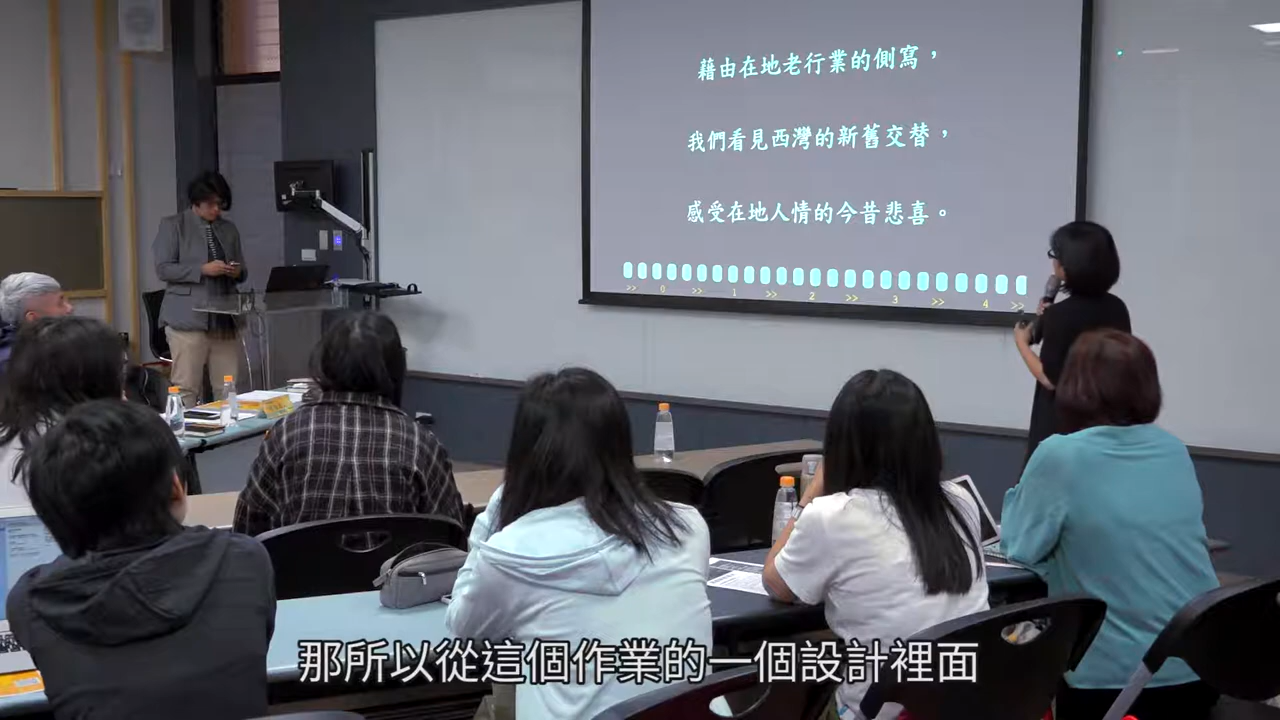 藉由在地老行業的側寫，
我們看見西灣的新舊交替，
感受在地人情的今昔悲喜。
>> 0 >> 1 >> 2 >> 3 >> 4 >>
那所以從這個作業的一個設計裡面